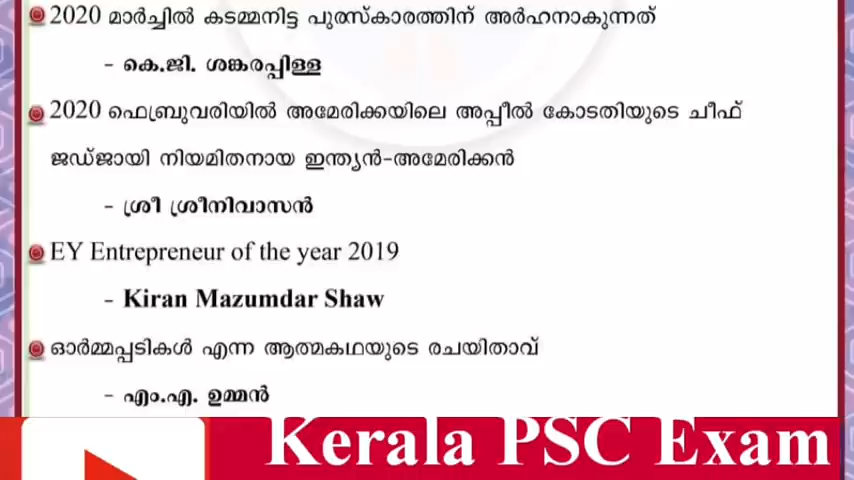 2020 മാർച്ചിൽ കടമ്മനിട്ട പുരസ്കാരത്തിന് അർഹനാകുന്നത്
- കെ.ജി. ശങ്കരപ്പിള്ള
2020 ഫെബ്രുവരിയിൽ അമേരിക്കയിലെ അപ്പീൽ കോടതിയുടെ ചീഫ്
ജഡ്ജായി നിയമിതനായ ഇന്ത്യൻ-അമേരിക്കൻ
- ശ്രീ ശ്രീനിവാസൻ
EY Entrepreneur of the year 2019
- Kiran Mazumdar Shaw
ഓർമ്മപ്പടികൾ എന്ന ആത്മകഥയുടെ രചയിതാവ്
- എം.എ. ഉമ്മൻ
Kerala PSC Exam